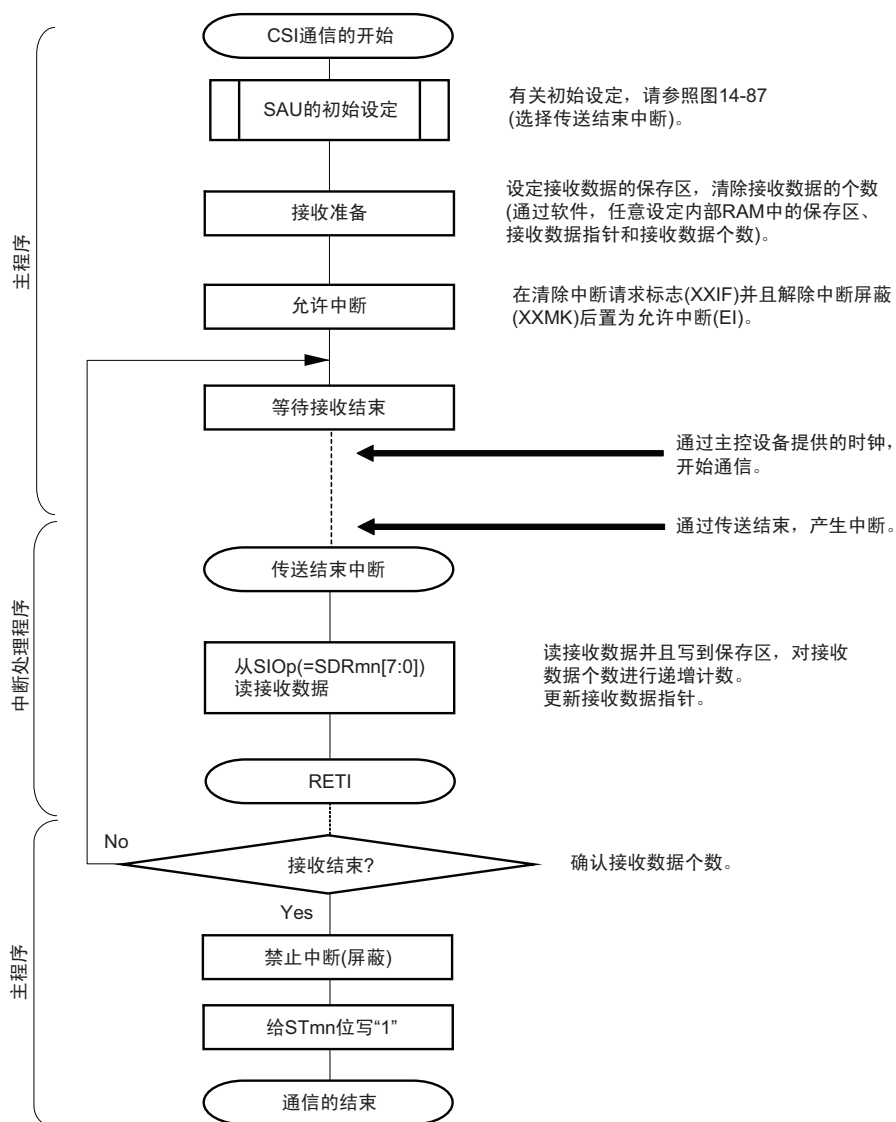 CSI通信的开始
SAU的初始设定
有关初始设定，请参照图14-87
(选择传送结束中断)。
接收准备
设定接收数据的保存区，清除接收数据的个数
(通过软件，任意设定内部RAM中的保存区、
接收数据指针和接收数据个数)。
主程序
允许中断
在清除中断请求标志(XXIF)并且解除中断屏蔽
(XXMK)后置为允许中断(EI)。
等待接收结束
通过主控设备提供的时钟，
开始通信。
通过传送结束，产生中断。
传送结束中断
中断处理程序
从SIOp(=SDRmn[7:0])
读接收数据
读接收数据并且写到保存区，对接收
数据个数进行递增计数。
更新接收数据指针。
RETI
No
接收结束?
确认接收数据个数。
Yes
主程序
禁止中断(屏蔽)
给STmn位写“1”
通信的结束